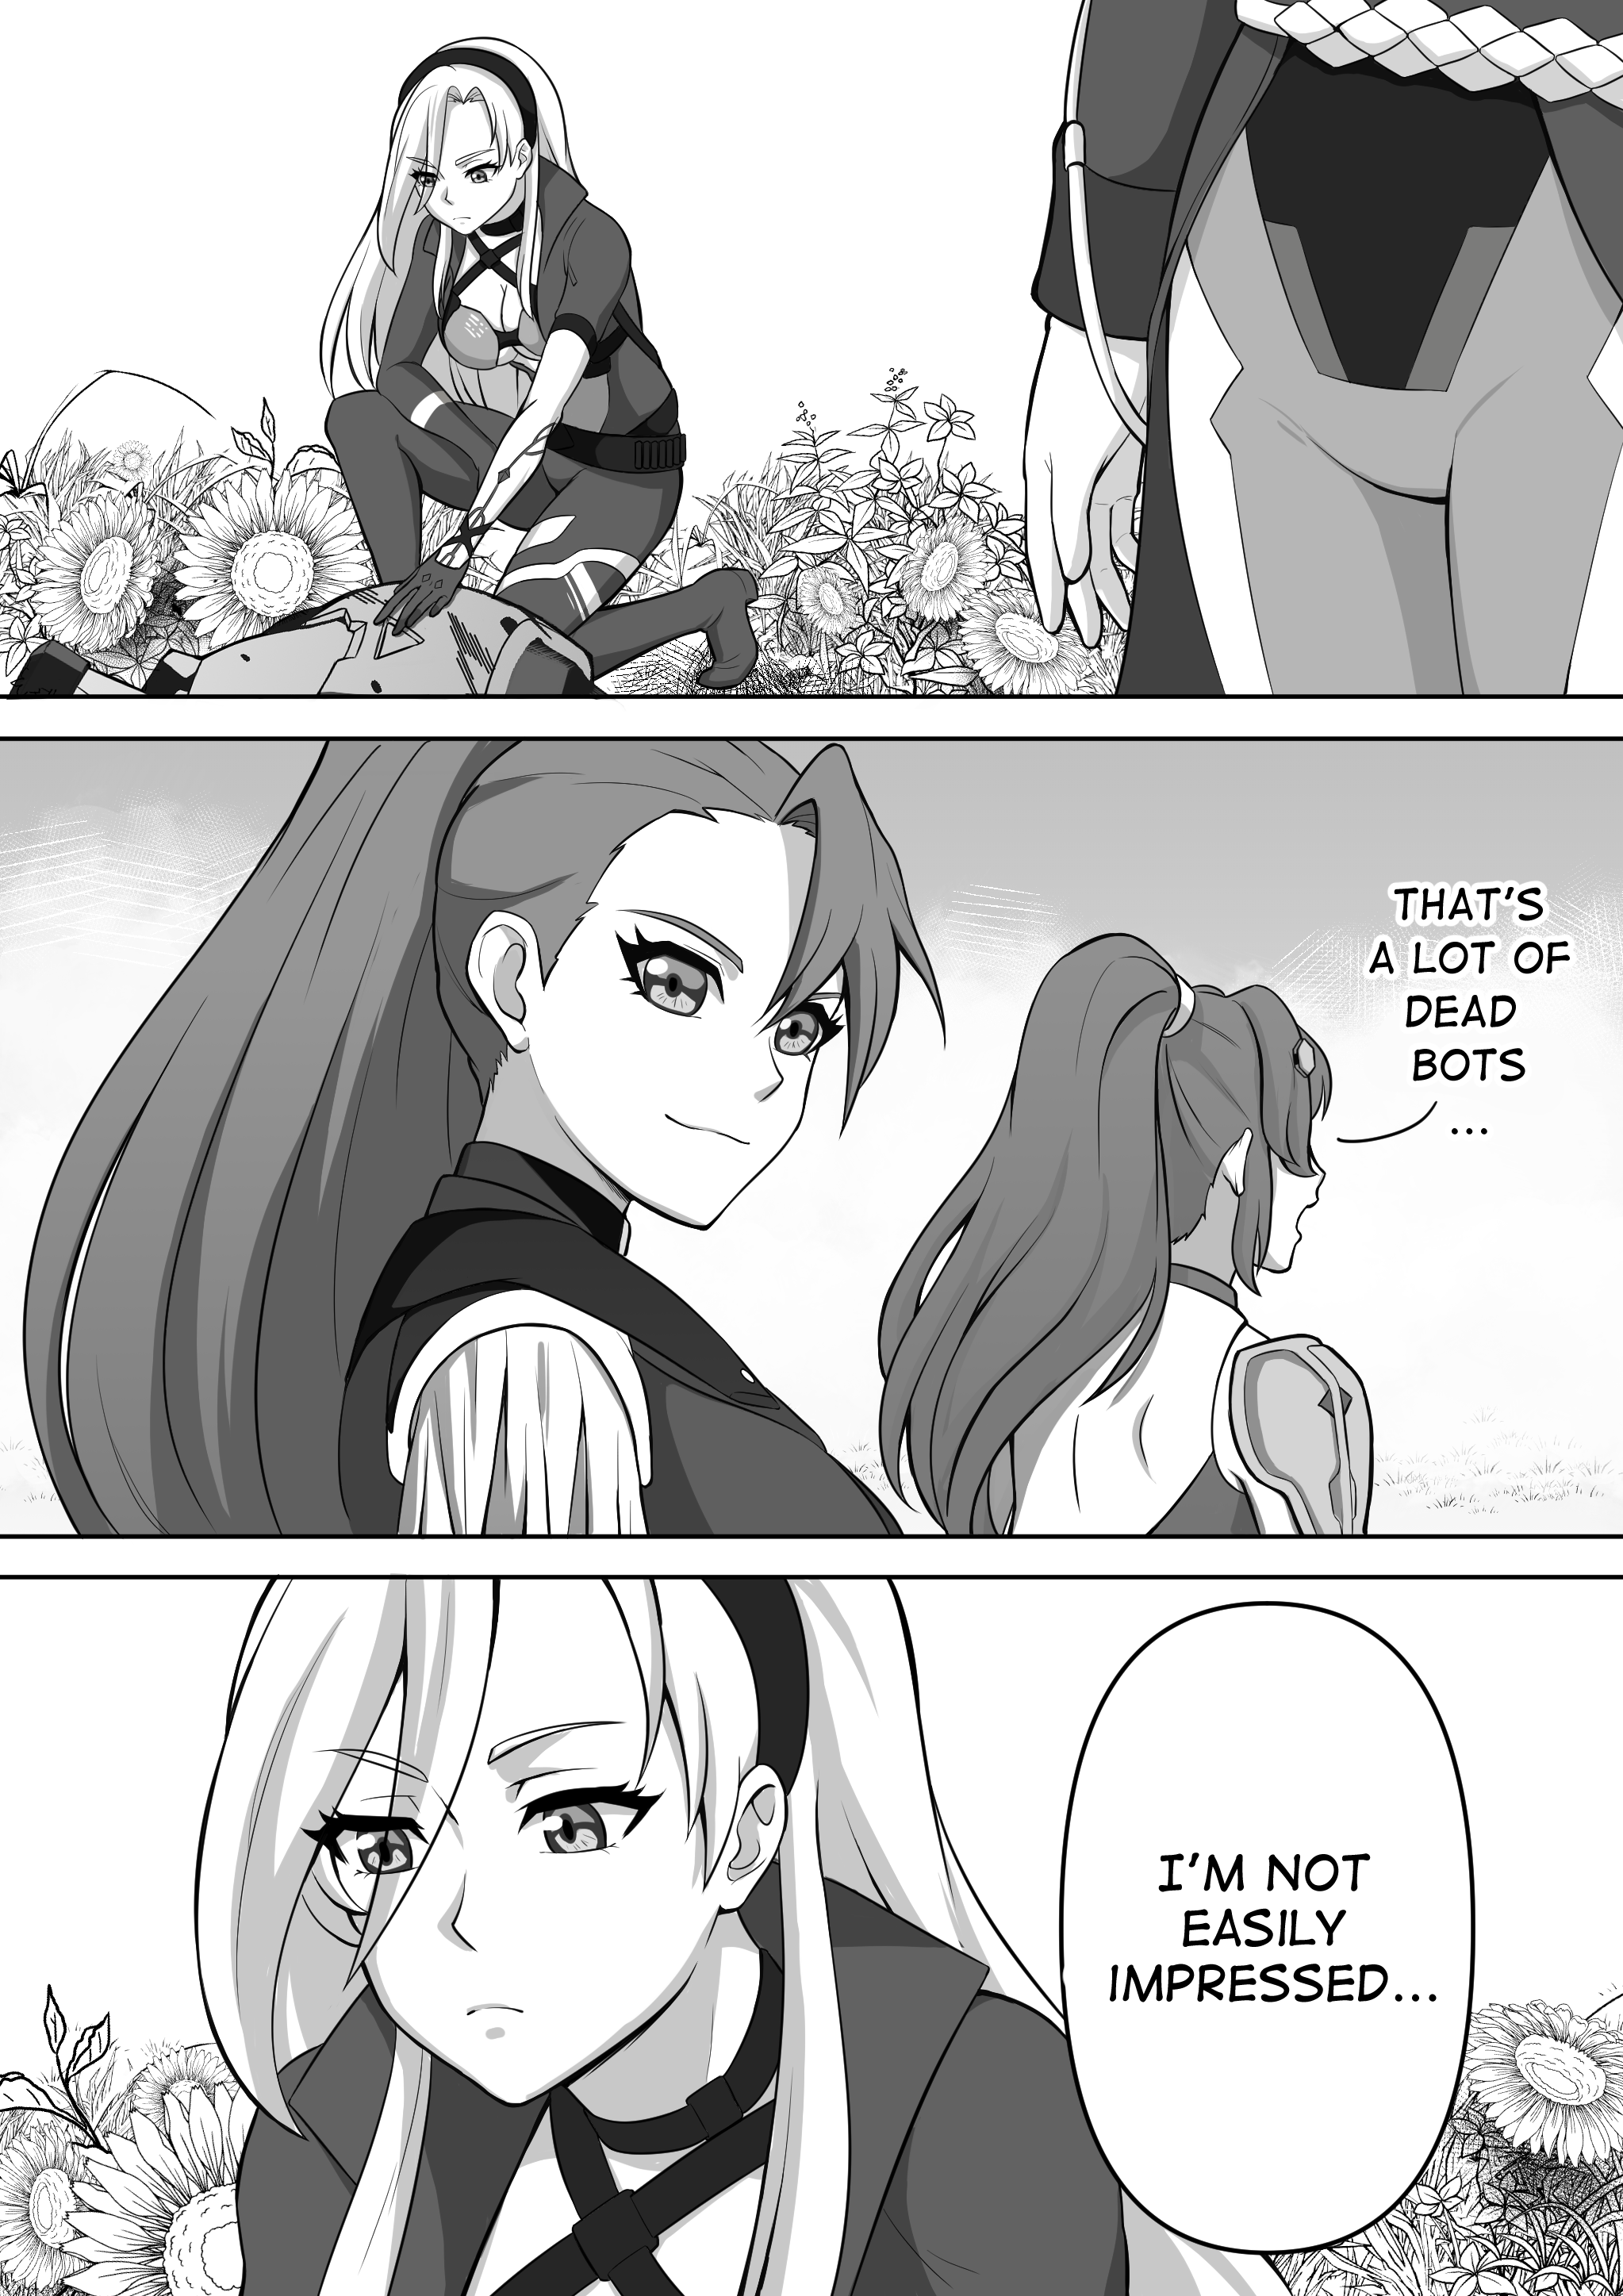 THAT'S
A LOT OF
DEAD
BOTS
...
I'M NOT
EASILY
IMPRESSED...